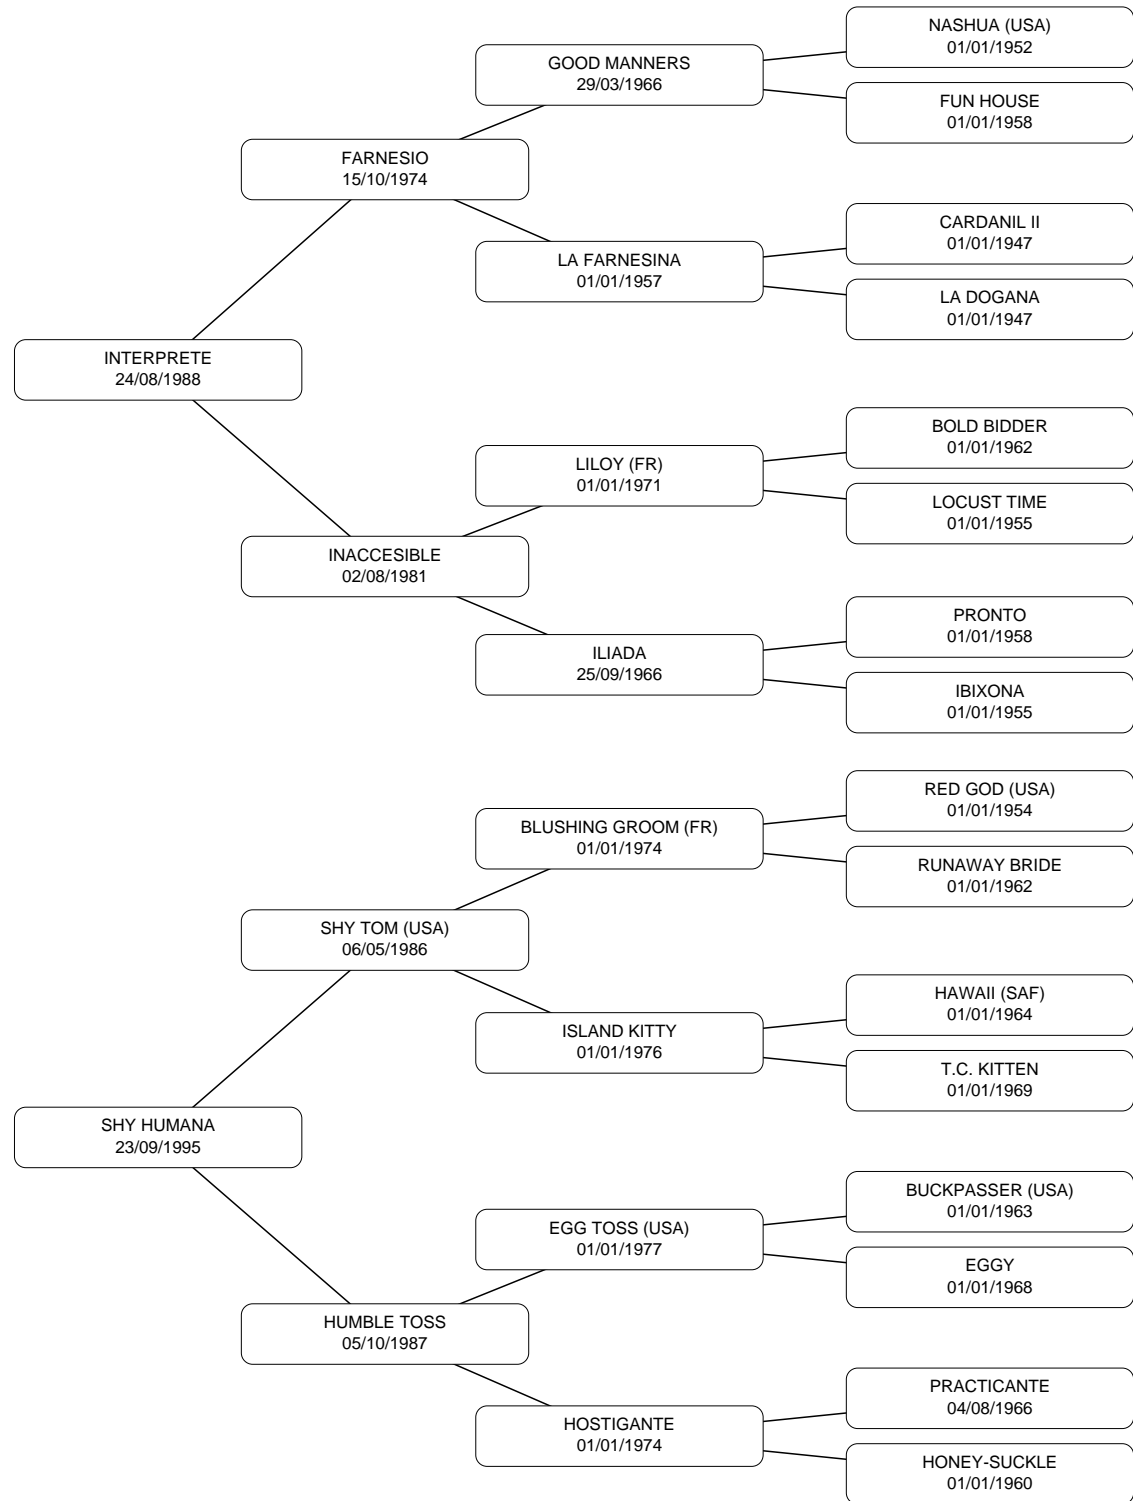 NASHUA (USA)
01/01/1952
GOOD MANNERS
29/03/1966
FUN HOUSE
01/01/1958
FARNESIO
15/10/1974
CARDANIL II
01/01/1947
LA FARNESINA
01/01/1957
LA DOGANA
01/01/1947
INTERPRETE
24/08/1988
BOLD BIDDER
01/01/1962
LILOY (FR)
01/01/1971
LOCUST TIME
01/01/1955
INACCESIBLE
02/08/1981
PRONTO
01/01/1958
ILIADA
25/09/1966
IBIXONA
01/01/1955
RED GOD (USA)
01/01/1954
BLUSHING GROOM (FR)
01/01/1974
RUNAWAY BRIDE
01/01/1962
SHY TOM (USA)
06/05/1986
HAWAII (SAF)
01/01/1964
ISLAND KITTY
01/01/1976
T.C. KITTEN
01/01/1969
SHY HUMANA
23/09/1995
BUCKPASSER (USA)
01/01/1963
EGG TOSS (USA)
01/01/1977
EGGY
01/01/1968
HUMBLE TOSS
05/10/1987
PRACTICANTE
04/08/1966
HOSTIGANTE
01/01/1974
HONEY-SUCKLE
01/01/1960